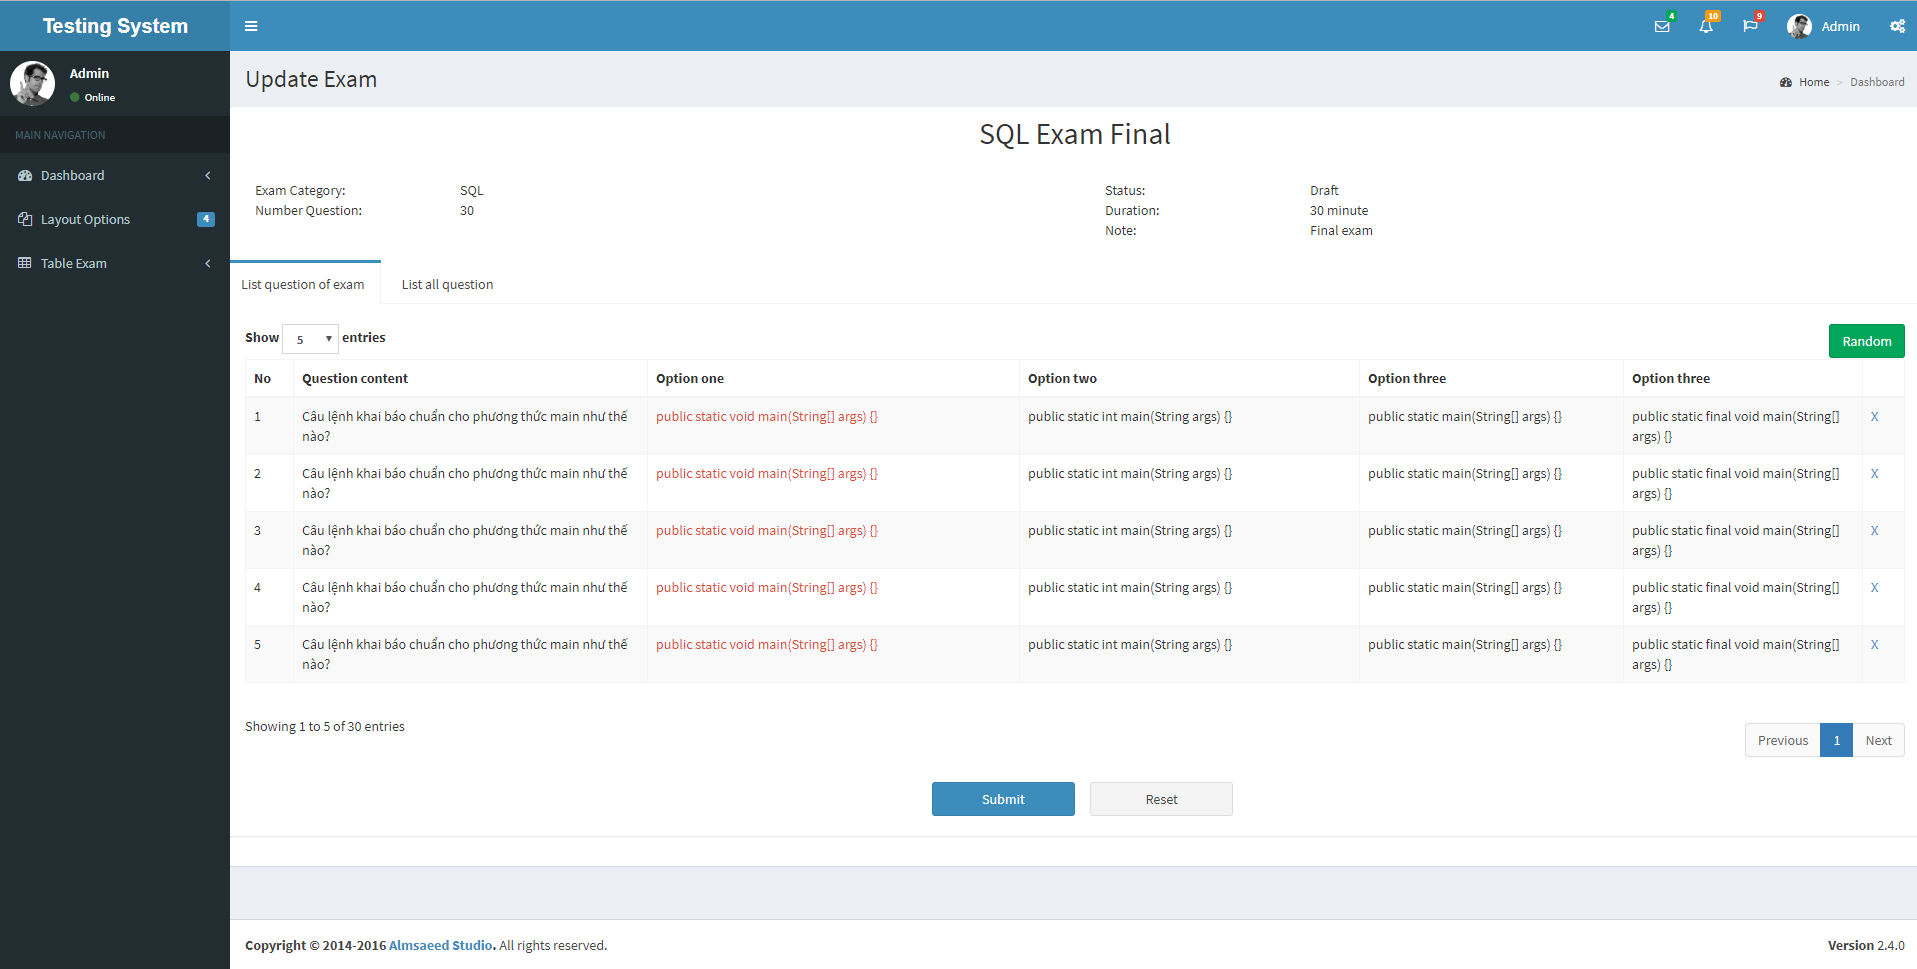 Testing System
4
10
9
Admin
Admin
Online
MAIN NAVIGATION
Dashboard
Layout Options
4
Table Exam
Update Exam
Home > Dashboard
SQL Exam Final
Exam Category: SQL
Number Question: 30
Status: Draft
Duration: 30 minute
Note: Final exam
List question of exam
List all question
Show 5 entries
Random
No Question content Option one Option two Option three Option three
1 Câu lệnh khai báo chuẩn cho phương thức main như thế public static void main(String[] args) {} public static int main(String args) {} public static main(String[] args) {} public static final void main(String[] X
nào? args) {}
2 Câu lệnh khai báo chuẩn cho phương thức main như thế public static void main(String[] args) {} public static int main(String args) {} public static main(String[] args) {} public static final void main(String[] X
nào? args) {}
3 Câu lệnh khai báo chuẩn cho phương thức main như thế public static void main(String[] args) {} public static int main(String args) {} public static main(String[] args) {} public static final void main(String[] X
nào? args) {}
4 Câu lệnh khai báo chuẩn cho phương thức main như thế public static void main(String[] args) {} public static int main(String args) {} public static main(String[] args) {} public static final void main(String[] X
nào? args) {}
5 Câu lệnh khai báo chuẩn cho phương thức main như thế public static void main(String[] args) {} public static int main(String args) {} public static main(String[] args) {} public static final void main(String[] X
nào? args) {}
Showing 1 to 5 of 30 entries
Previous 1 Next
Submit Reset
Copyright © 2014-2016 Almsaeed Studio. All rights reserved.
Version 2.4.0